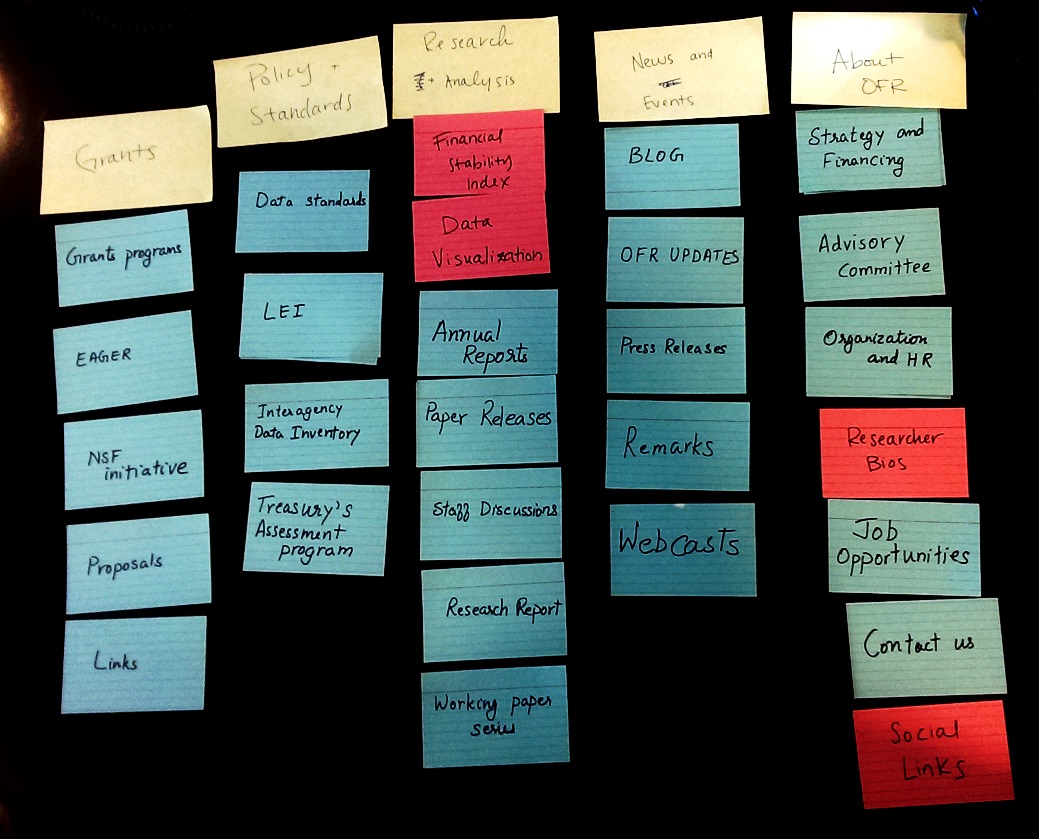 Grants
Grants programs
EAGER
NSF
initiative
Proposals
Links
Policy +
Standards
Data standards
LEI
Interagency
Data Inventory
Treasury's
Assessment
program
Research
+ Analysis
Financial
Stability
Index
Data
Visualization
Annual
Reports
Paper Releases
Staff Discussions
Research Report
Working paper
series
News and
Events
BLOG
OFR UPDATES
Press Releases
Remarks
Webcasts
About
OFR
Strategy and
Financing
Advisory
Committee
Organization
and HR
Researcher
Bios
Job
Opportunities
Contact us
Social
Links